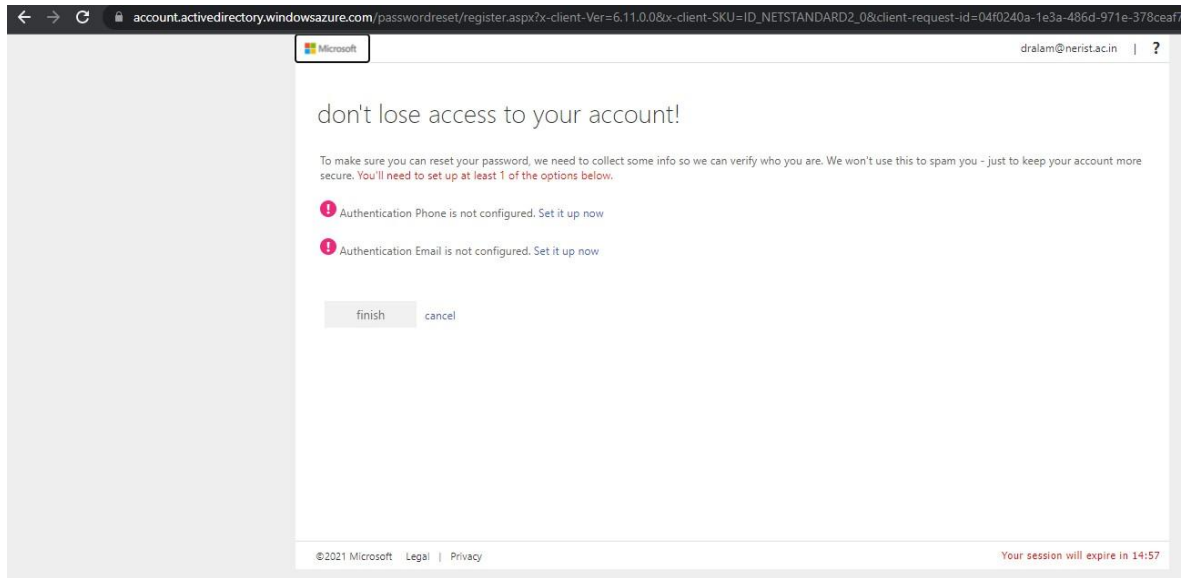 account.activedirectory.windowsazure.com/passwordreset/register.aspx?x-client-Ver=6.11.0.0&x-client-SKU=ID_NETSTANDARD2_0&client-request-id=04f0240a-1e3a-486d-971e-378ceaf7
Microsoft
dralam@nerist.ac.in | ?
don't lose access to your account!
To make sure you can reset your password, we need to collect some info so we can verify who you are. We won't use this to spam you - just to keep your account more
secure. You'll need to set up at least 1 of the options below.
! Authentication Phone is not configured. Set it up now
! Authentication Email is not configured. Set it up now
finish cancel
©2021 Microsoft Legal | Privacy
Your session will expire in 14:57